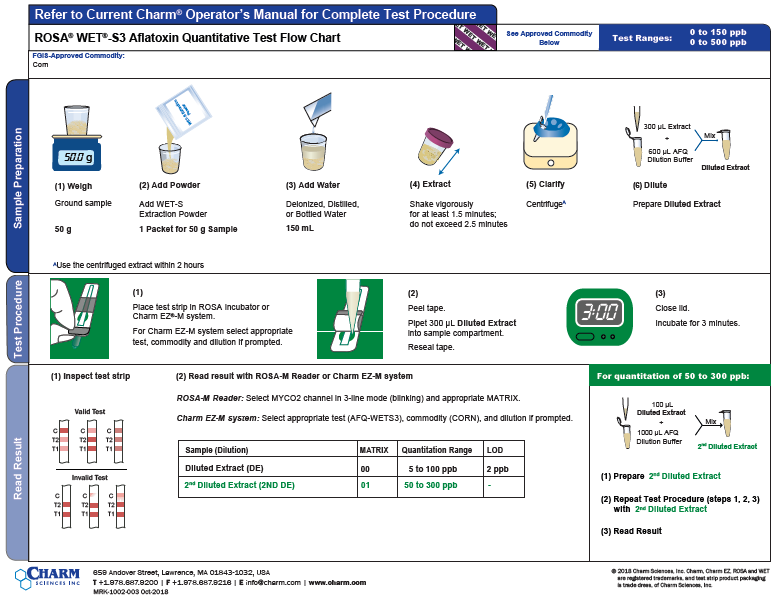 Refer to Current Charm® Operator's Manual for Complete Test Procedure
ROSA® WET®-S3 Aflatoxin Quantitative Test Flow Chart
See Approved Commodity
Below
Test Ranges:
0 to 150 ppb
0 to 500 ppb
FGIS-Approved Commodity:
Corn
Sample Preparation
50.0 g
(1) Weigh
Ground sample
50 g
(2) Add Powder
Add WET-S
Extraction Powder
1 Packet for 50 g Sample
(3) Add Water
Deionized, Distilled,
or Bottled Water
150 mL
(4) Extract
Shake vigorously
for at least 1.5 minutes;
do not exceed 2.5 minutes
(5) Clarify
Centrifugeᴬ
300 µL Extract
+
600 µL AFQ
Dilution Buffer
Mix
Diluted Extract
(6) Dilute
Prepare Diluted Extract
ᴬUse the centrifuged extract within 2 hours
Test Procedure
(1)
Place test strip in ROSA Incubator or
Charm EZ®-M system.
For Charm EZ-M system select appropriate
test, commodity and dilution if prompted.
(2)
Peel tape.
Pipet 300 µL Diluted Extract
into sample compartment.
Reseal tape.
3:00
(3)
Close lid.
Incubate for 3 minutes.
Read Result
(1) Inspect test strip
Valid Test
C
T2
T1
C
T2
T1
C
T2
T1
Invalid Test
C
T2
T1
C
T2
T1
C
T2
T1
(2) Read result with ROSA-M Reader or Charm EZ-M system
ROSA-M Reader: Select MYCO2 channel in 3-line mode (blinking) and appropriate MATRIX.
Charm EZ-M system: Select appropriate test (AFQ-WETS3), commodity (CORN), and dilution if prompted.
Sample (Dilution) MATRIX Quantitation Range LOD
Diluted Extract (DE) 00 5 to 100 ppb 2 ppb
2ⁿᵈ Diluted Extract (2ND DE) 01 50 to 300 ppb -
For quantitation of 50 to 300 ppb:
100 µL
Diluted Extract
+
1000 µL AFQ
Dilution Buffer
Mix
2ⁿᵈ Diluted Extract
(1) Prepare 2ⁿᵈ Diluted Extract
(2) Repeat Test Procedure (steps 1, 2, 3)
with 2ⁿᵈ Diluted Extract
(3) Read Result
CHARM
SCIENCES INC
659 Andover Street, Lawrence, MA 01843-1032, USA
T +1.978.687.9200 | F +1.978.687.9216 | E info@charm.com | www.charm.com
MRK-1002-003 Oct-2018
© 2018 Charm Sciences, Inc. Charm, Charm EZ, ROSA and WET
are registered trademarks, and test strip product packaging
is trade dress, of Charm Sciences, Inc.